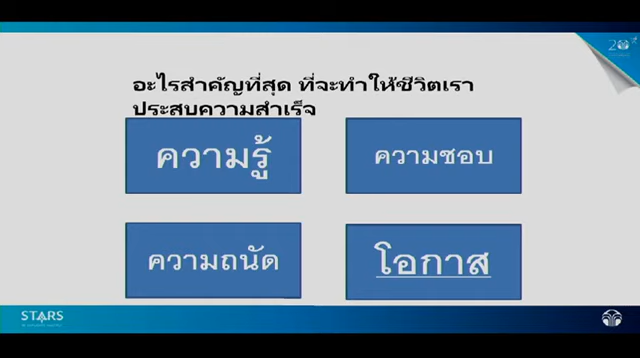 อะไรสำคัญที่สุด ที่จะทำให้ชีวิตเรา
ประสบความสำเร็จ
ความรู้
ความชอบ
ความถนัด
โอกาส
STARS